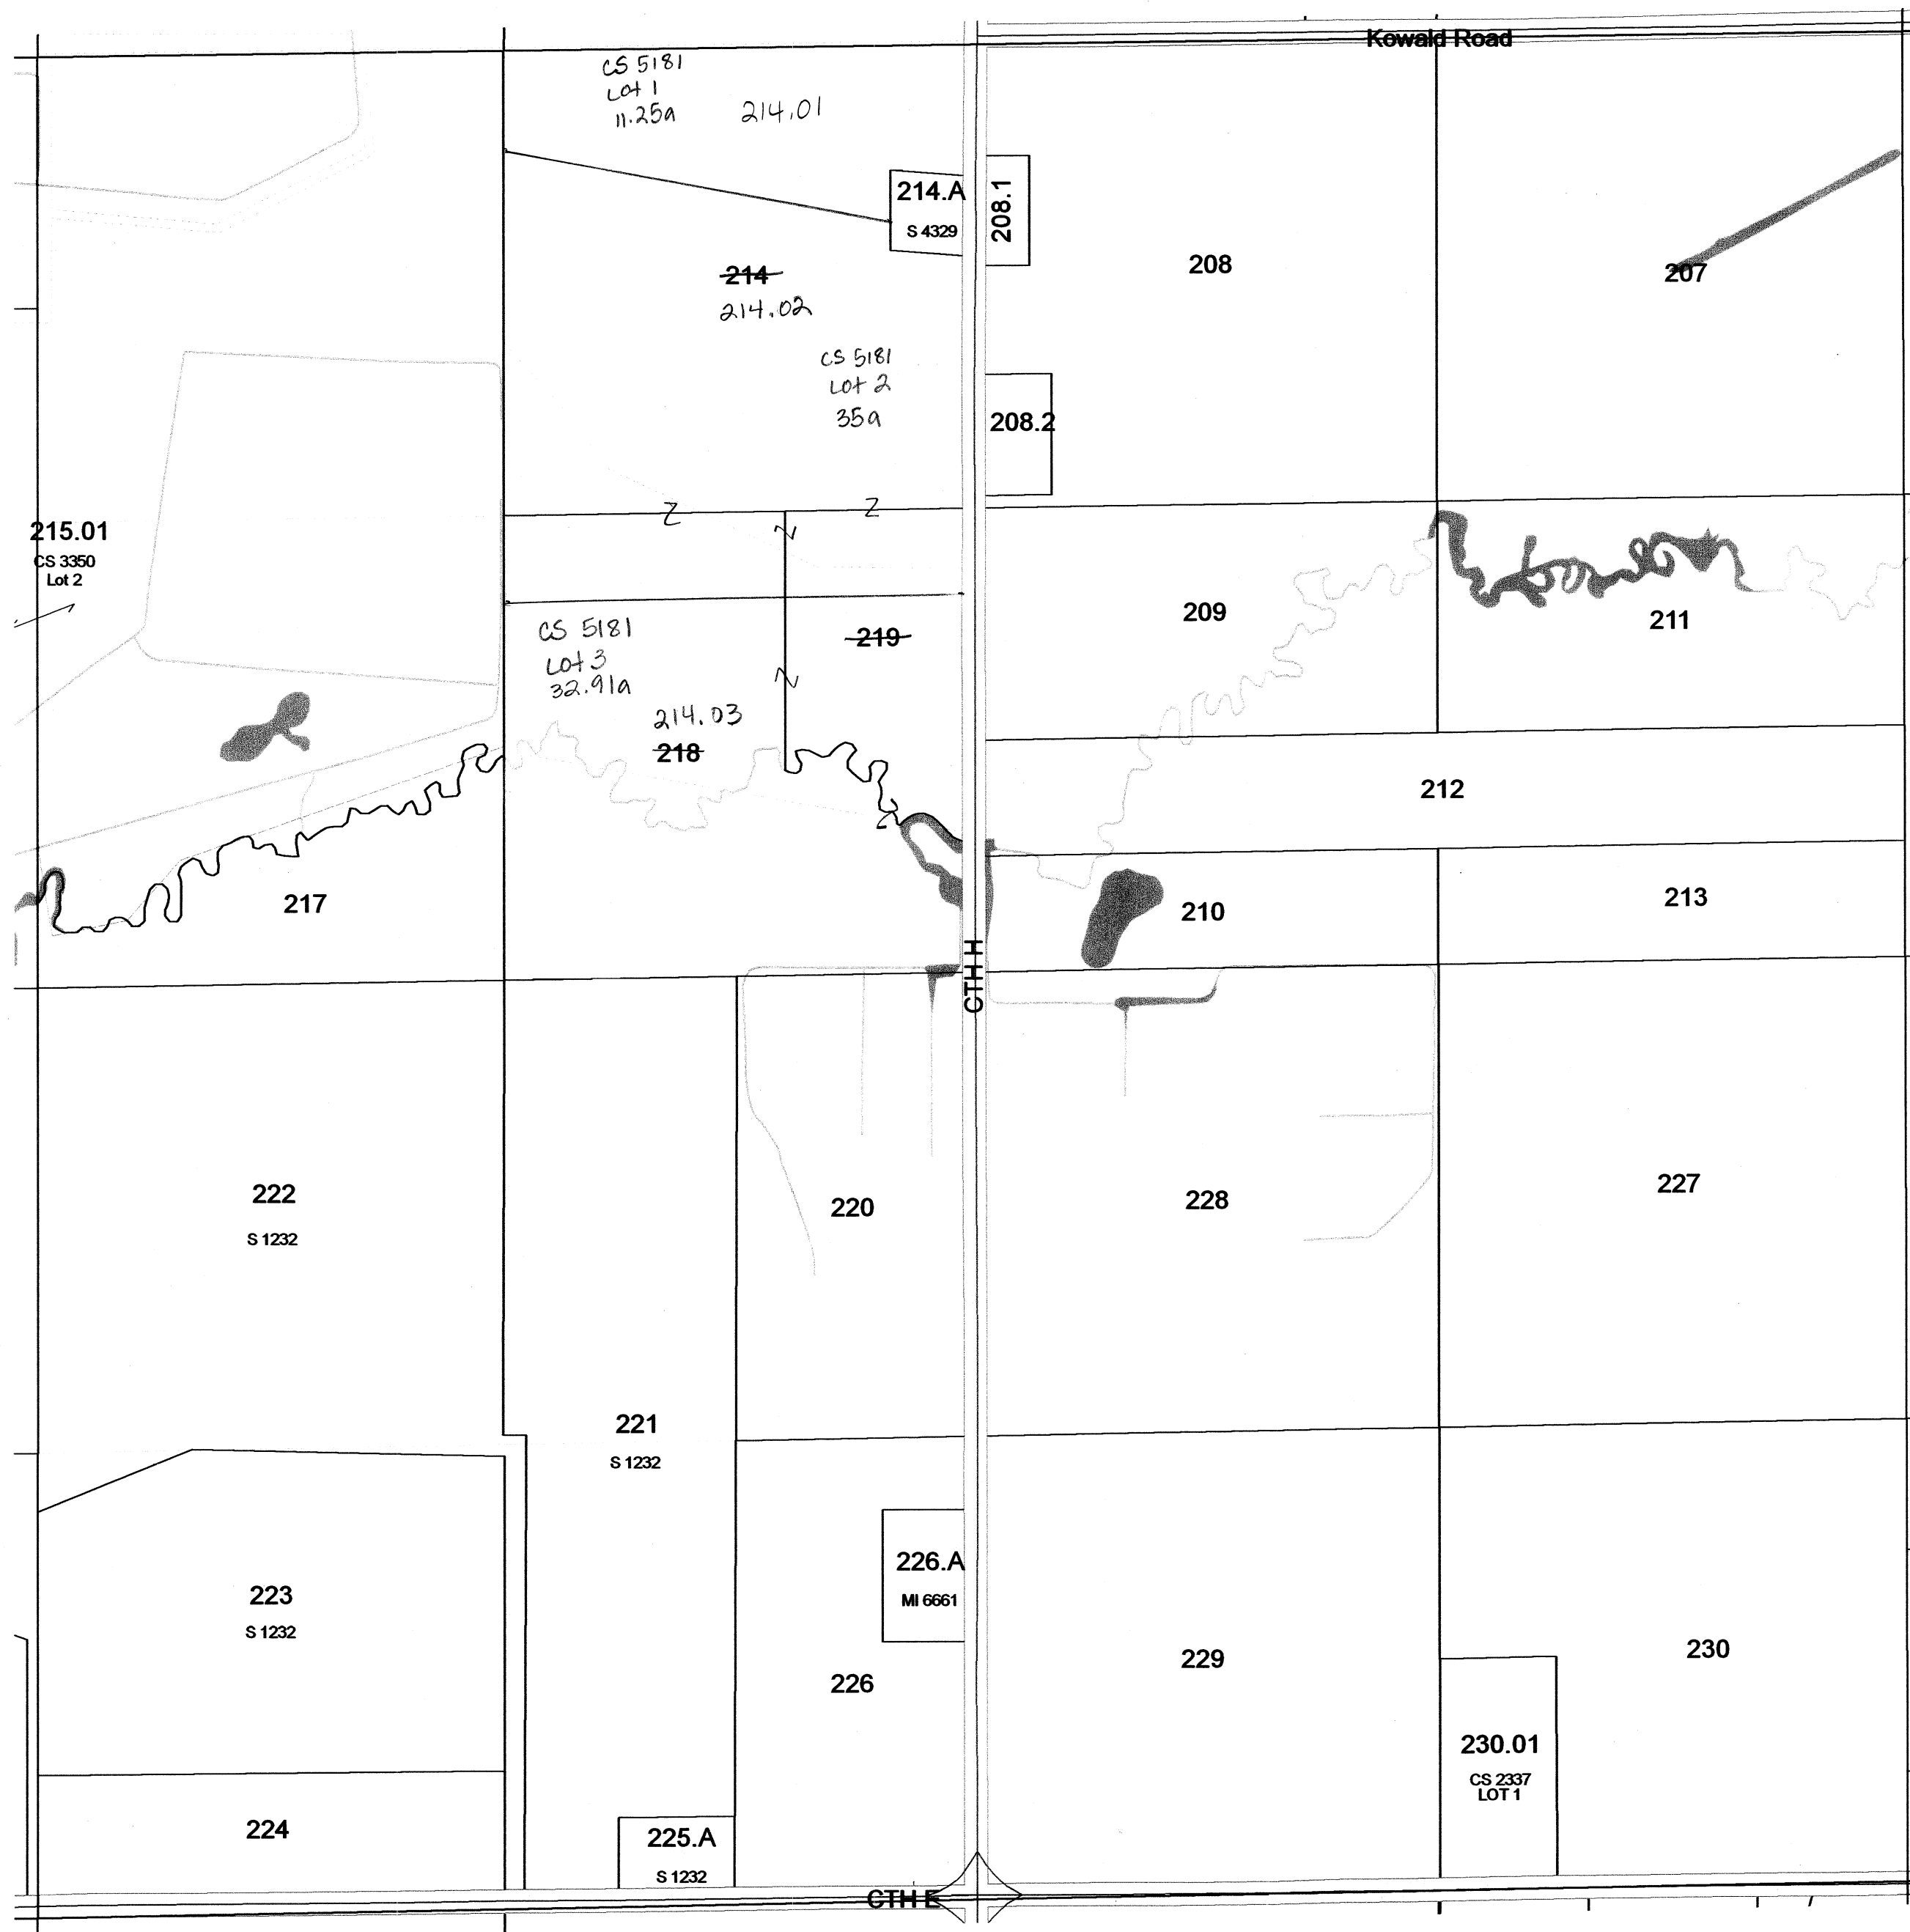 Kowald Road
CS 5181
Lot 1
11.25a
214.01
214.A
S 4329
208.1
208
207
214
214.02
CS 5181
Lot 2
35a
208.2
215.01
CS 3350
Lot 2
CS 5181
Lot 3
32.91a
219
209
211
214.03
218
212
217
210
213
CTH H
222
S 1232
220
228
227
221
S 1232
226.A
MI 6661
223
S 1232
226
229
230
230.01
CS 2337
LOT 1
224
225.A
S 1232
CTH E